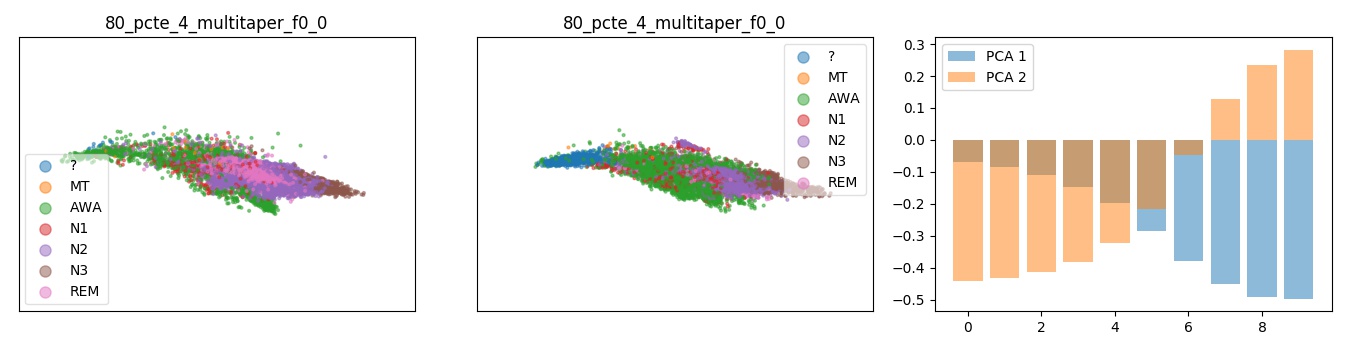 80_pcte_4_multitaper_f0_0
?
MT
AWA
N1
N2
N3
REM
80_pcte_4_multitaper_f0_0
?
MT
AWA
N1
N2
N3
REM
PCA 1
PCA 2
0.3
0.2
0.1
0.0
−0.1
−0.2
−0.3
−0.4
−0.5
0 2 4 6 8